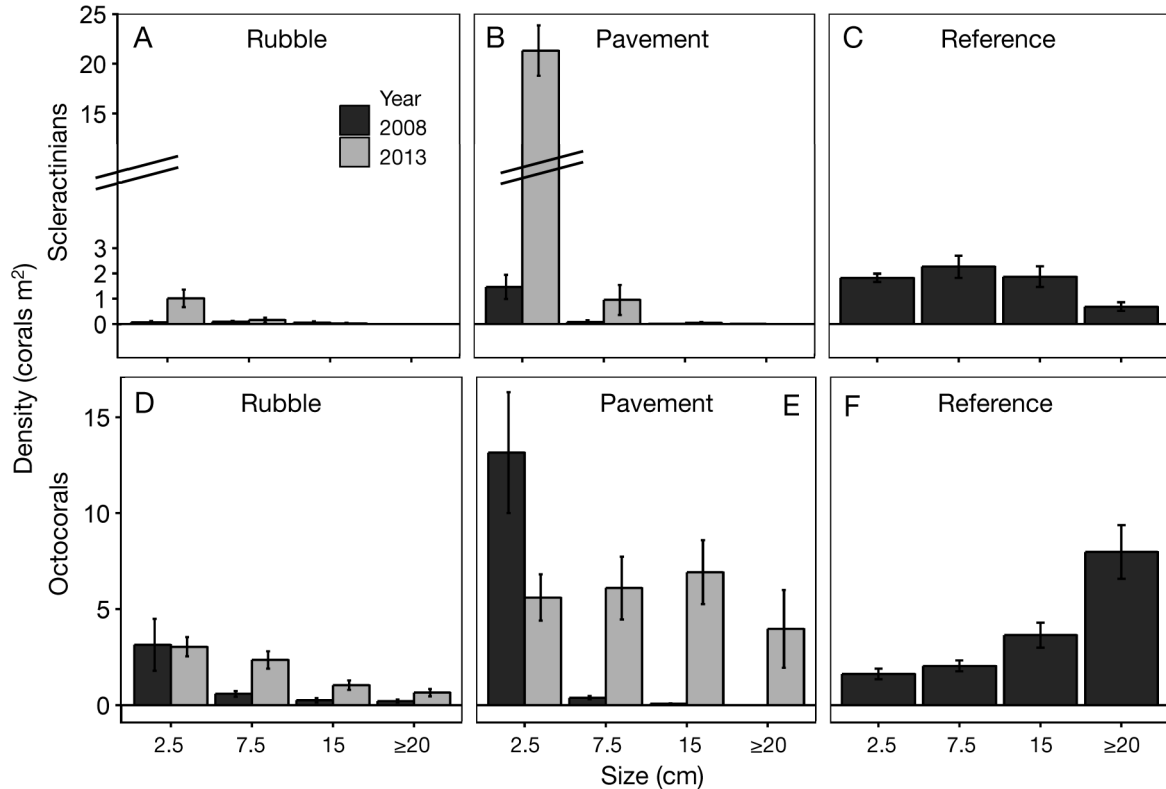 A Rubble
B Pavement
C Reference
Year
2008
2013
25
20
15
3
2
1
0
Scleractinians
Density (corals m²)
D Rubble
Pavement E
F Reference
15
10
5
0
Octocorals
2.5 7.5 15 ≥20
2.5 7.5 15 ≥20
2.5 7.5 15 ≥20
Size (cm)